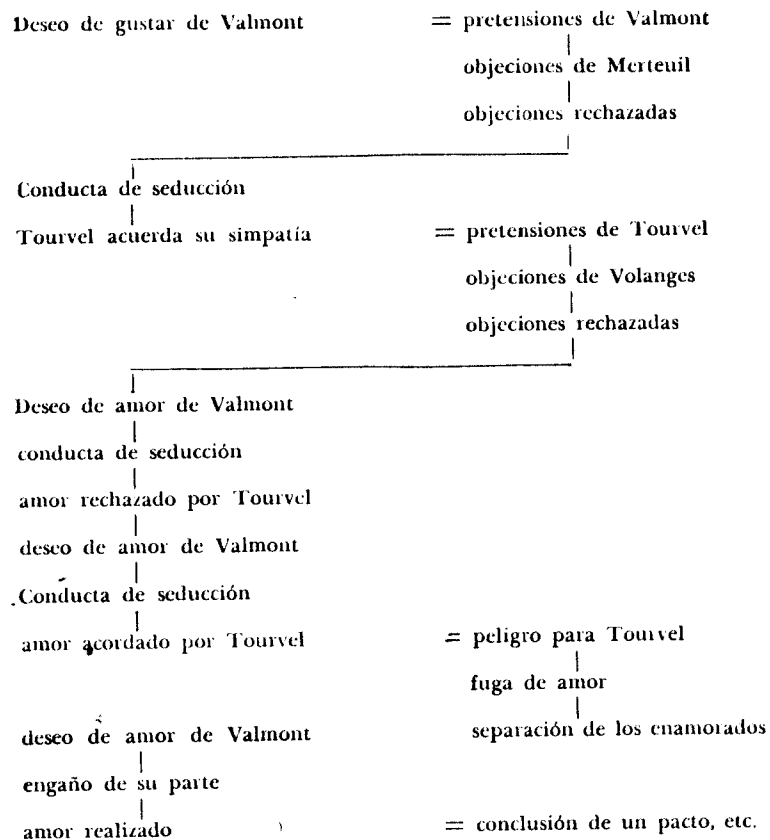 Deseo de gustar de Valmont = pretensiones de Valmont
objeciones de Merteuil
objeciones rechazadas
Conducta de seducción
Tourvel acuerda su simpatía = pretensiones de Tourvel
objeciones de Volanges
objeciones rechazadas
Deseo de amor de Valmont
conducta de seducción
amor rechazado por Tourvel
deseo de amor de Valmont
Conducta de seducción
amor acordado por Tourvel = peligro para Tourvel
fuga de amor
deseo de amor de Valmont separación de los enamorados
engaño de su parte
amor realizado = conclusión de un pacto, etc.